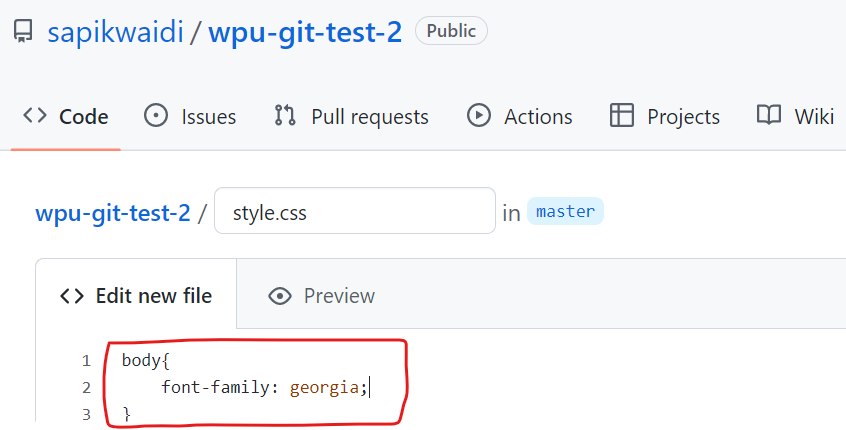 sapikwaidi / wpu-git-test-2 Public
Code Issues Pull requests Actions Projects Wiki
wpu-git-test-2 / style.css in master
Edit new file Preview
1 body{
2 font-family: georgia;
3 }